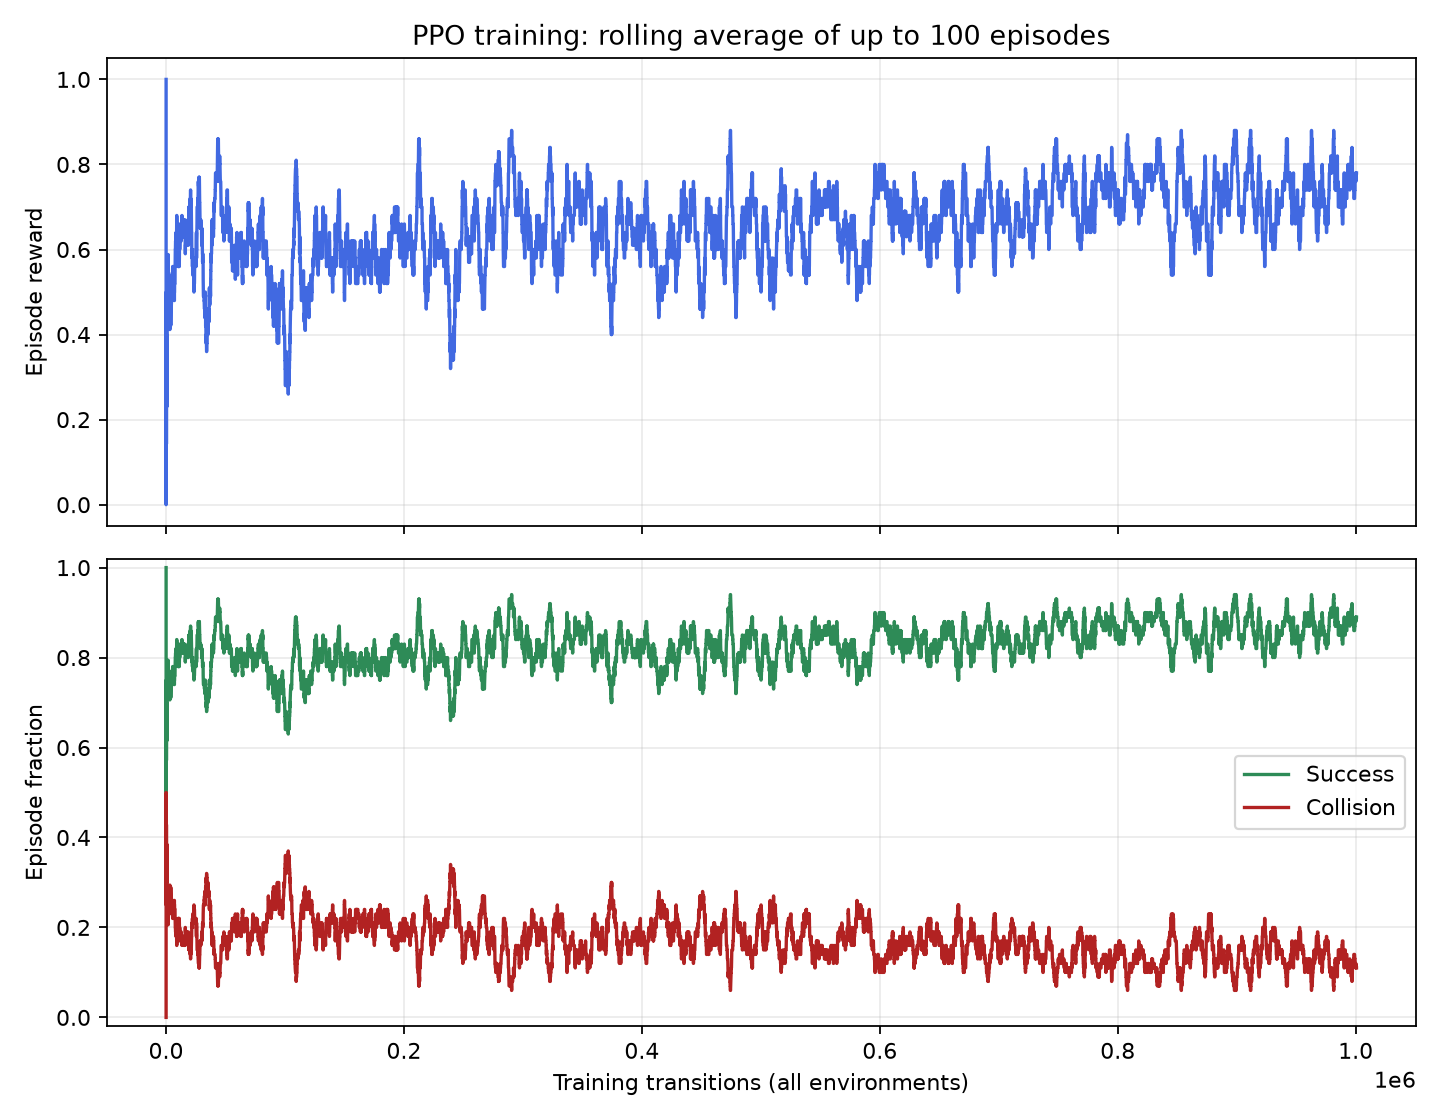 PPO training: rolling average of up to 100 episodes
1.0
0.8
0.6
0.4
0.2
0.0
Episode reward
1.0
0.8
0.6
0.4
0.2
0.0
Episode fraction
Success
Collision
0.0 0.2 0.4 0.6 0.8 1.0
1e6
Training transitions (all environments)